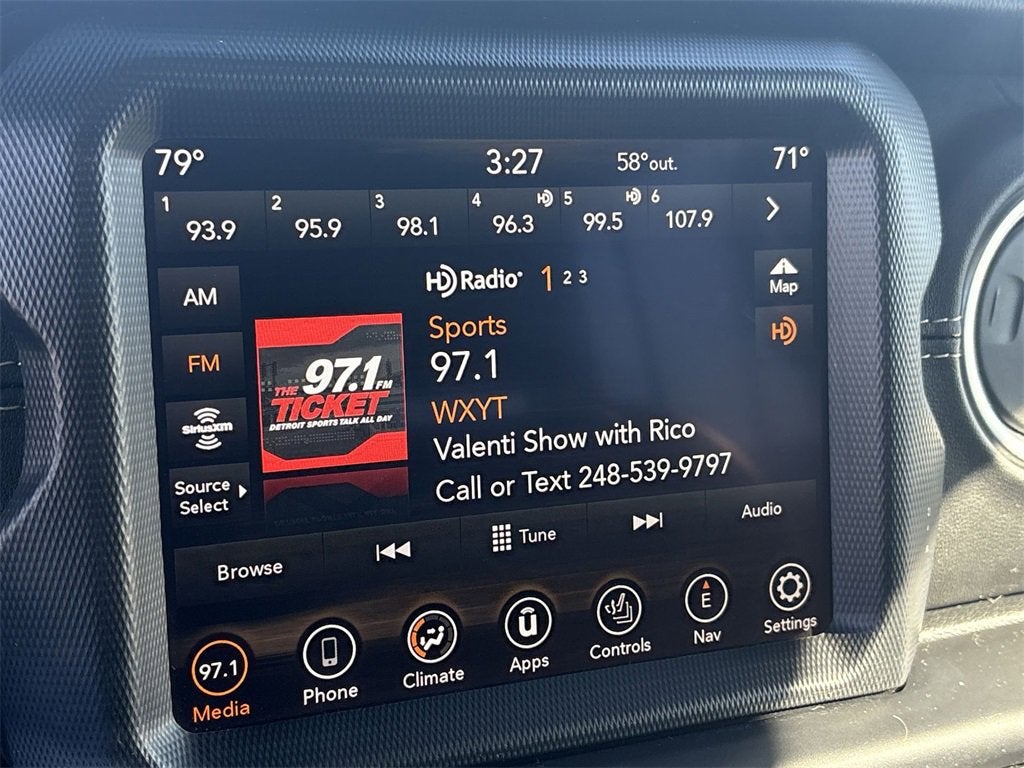 79° 3:27 58°out. 71°
1 2 3 4 HD 5 HD 6
93.9 95.9 98.1 96.3 99.5 107.9
HD Radio 1 2 3
Map
AM
HD
Sports
FM
97.1
THE 97.1 FM
TICKET
DETROIT SPORTS TALK ALL DAY
WXYT
SiriusXM
Valenti Show with Rico
Call or Text 248-539-9797
Source
Select
Browse Tune Audio
97.1 E
Media Phone Climate Apps Controls Nav Settings